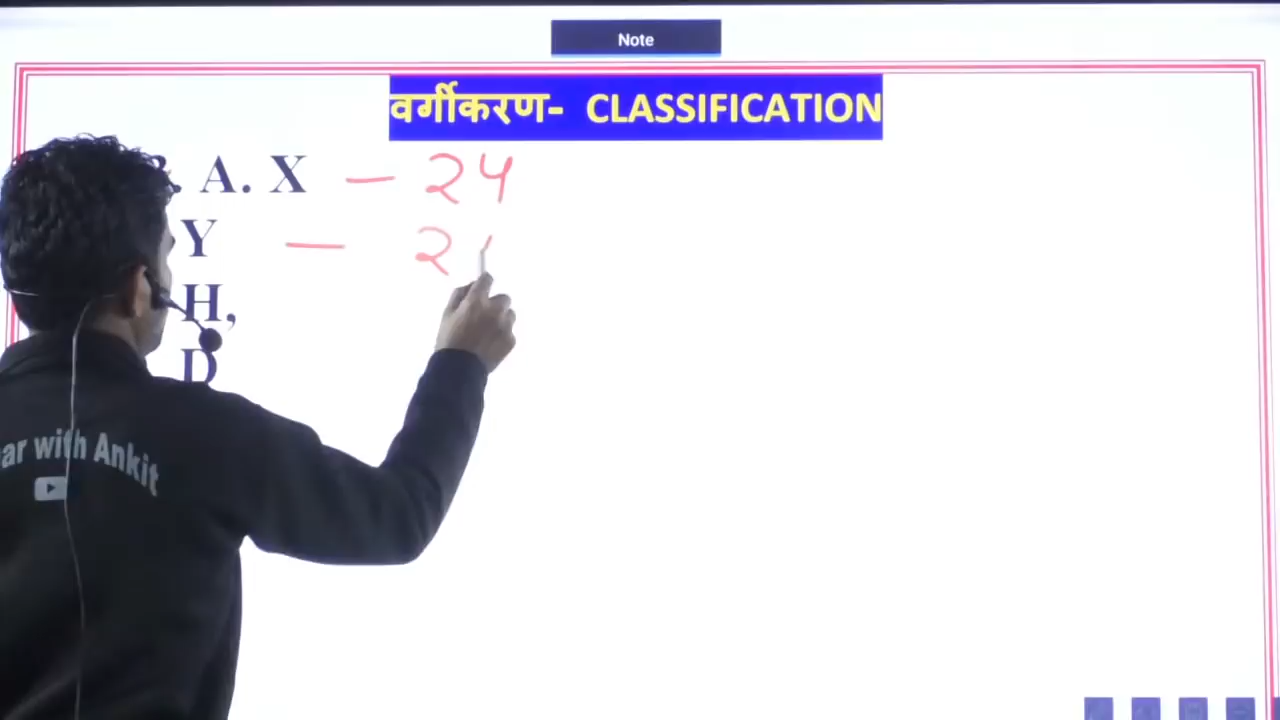 Note
वर्गीकरण- CLASSIFICATION
. A. X — 24
Y — 2
H,
D
ar with Ankit